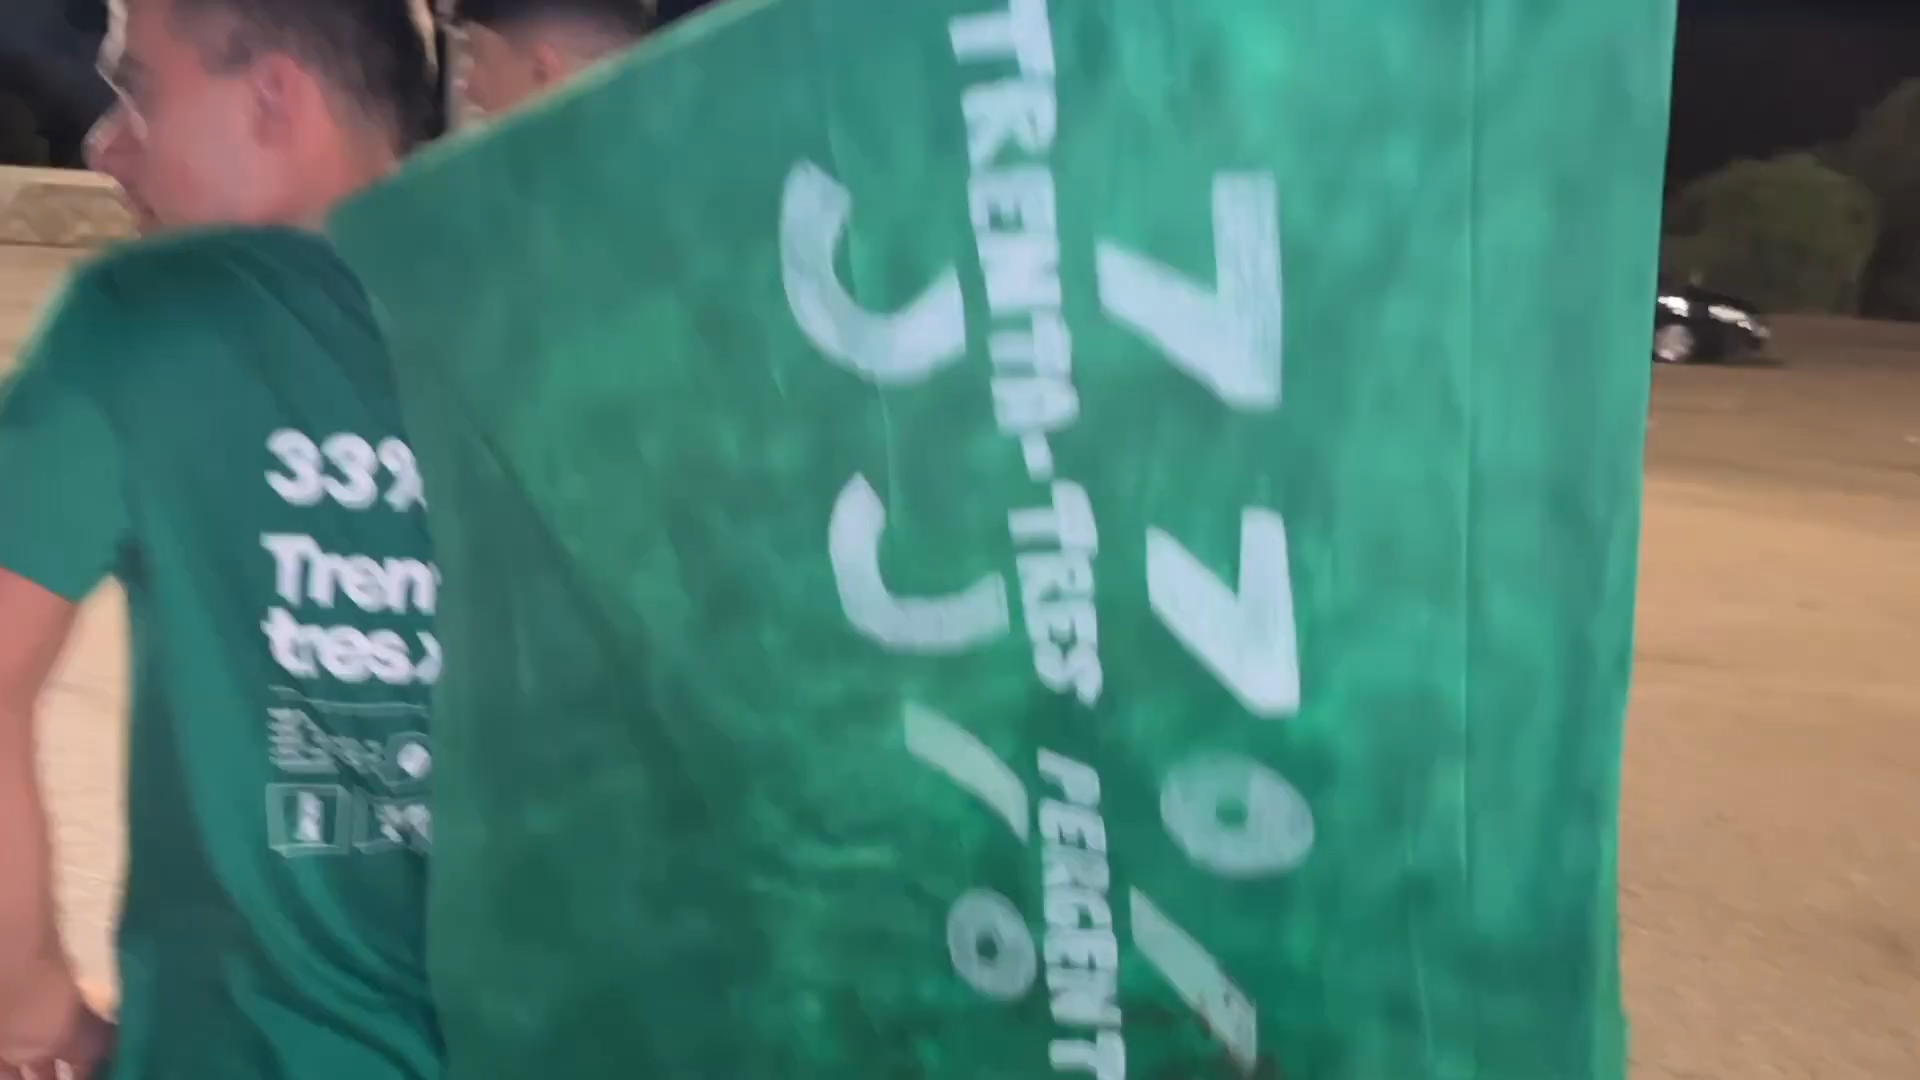 33%
TRENTA-TRES PERCENT
33%
Tren
tres.